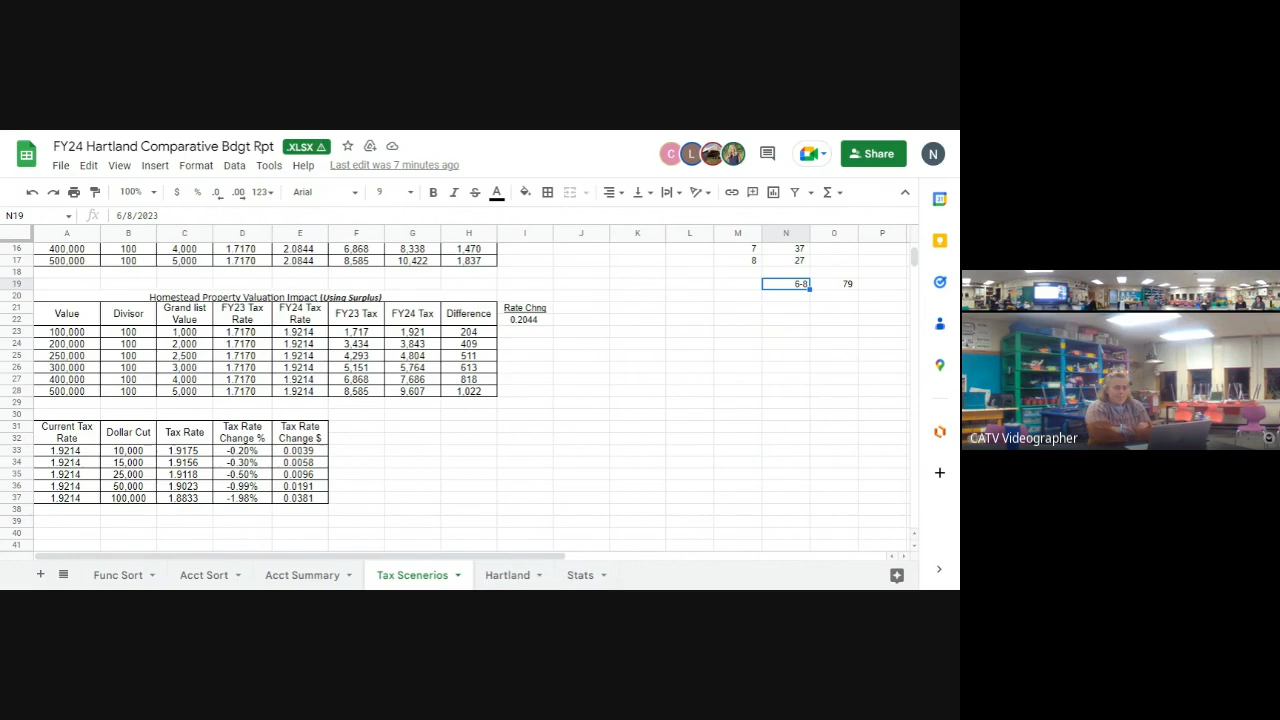 FY24 Hartland Comparative Bdgt Rpt .XLSX
File Edit View Insert Format Data Tools Help Last edit was 7 minutes ago
C L Share N
100% $ % .0 .00 123 Arial 9 B I S A
N19 fx 6/8/2023
A B C D E F G H I J K L M N O P
16 400,000 100 4,000 1.7170 2.0844 6,868 8,338 1,470 7 37
17 500,000 100 5,000 1.7170 2.0844 8,585 10,422 1,837 8 27
18
19 6-8 79
20 Homestead Property Valuation Impact (Using Surplus)
21 Value Divisor Grand list Value FY23 Tax Rate FY24 Tax Rate FY23 Tax FY24 Tax Difference Rate Chng
22 0.2044
23 100,000 100 1,000 1.7170 1.9214 1,717 1,921 204
24 200,000 100 2,000 1.7170 1.9214 3,434 3,843 409
25 250,000 100 2,500 1.7170 1.9214 4,293 4,804 511
26 300,000 100 3,000 1.7170 1.9214 5,151 5,764 613
27 400,000 100 4,000 1.7170 1.9214 6,868 7,686 818
28 500,000 100 5,000 1.7170 1.9214 8,585 9,607 1,022
29
30
31 Current Tax Rate Dollar Cut Tax Rate Tax Rate Change % Tax Rate Change $
32
33 1.9214 10,000 1.9175 -0.20% 0.0039
34 1.9214 15,000 1.9156 -0.30% 0.0058
35 1.9214 25,000 1.9118 -0.50% 0.0096
36 1.9214 50,000 1.9023 -0.99% 0.0191
37 1.9214 100,000 1.8833 -1.98% 0.0381
38
39
40
41
Func Sort Acct Sort Acct Summary Tax Scenerios Hartland Stats
31
CATV Videographer